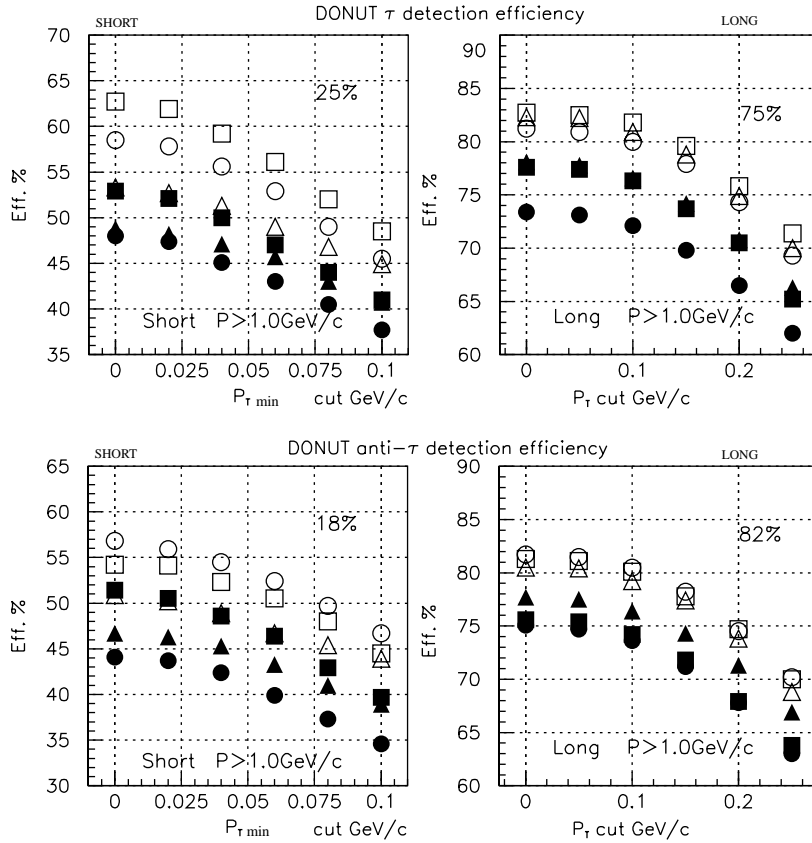 DONUT τ detection efficiency
SHORT
LONG
70
65
60
55
50
45
40
35
Eff. %
25%
Short P>1.0GeV/c
0 0.025 0.05 0.075 0.1
P_T min cut GeV/c
90
85
80
75
70
65
60
Eff. %
75%
Long P>1.0GeV/c
0 0.1 0.2
P_T cut GeV/c
DONUT anti-τ detection efficiency
SHORT
LONG
65
60
55
50
45
40
35
30
Eff. %
18%
Short P>1.0GeV/c
0 0.025 0.05 0.075 0.1
P_T min cut GeV/c
90
85
80
75
70
65
60
Eff. %
82%
Long P>1.0GeV/c
0 0.1 0.2
P_T cut GeV/c